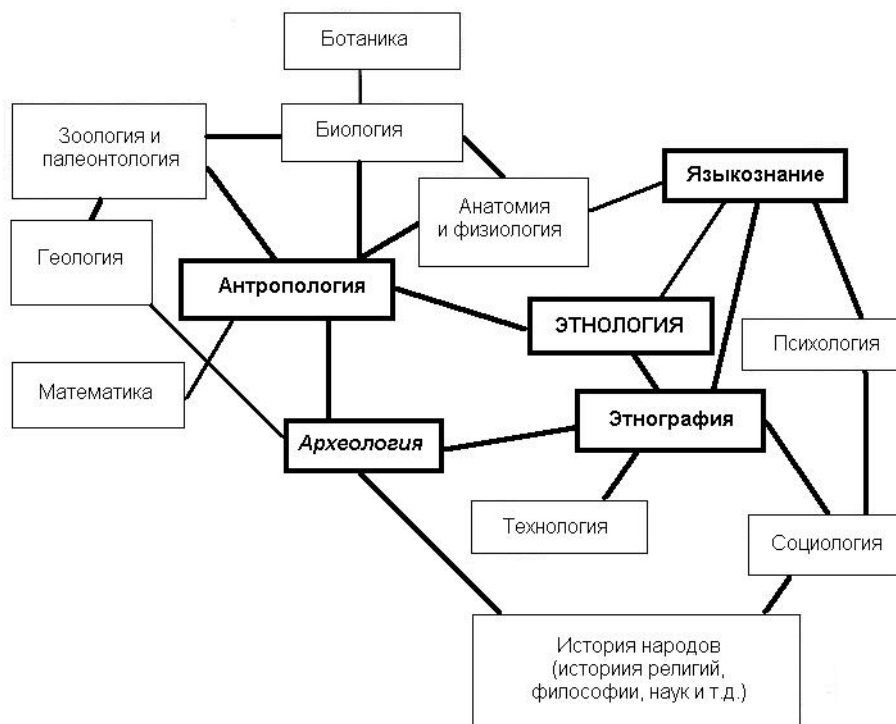 Ботаника
Зоология и
палеонтология
Биология
Анатомия
и физиология
Языкознание
Геология
Антропология
ЭТНОЛОГИЯ
Психология
Математика
Этнография
Археология
Технология
Социология
История народов
(историия религий,
философии, наук и т.д.)